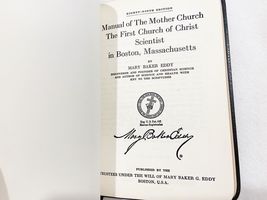 EIGHTY-NINTH EDITION
Manual of The Mother Church
The First Church of Christ
Scientist
in Boston, Massachusetts
BY
MARY BAKER EDDY
DISCOVERER AND FOUNDER OF CHRISTIAN SCIENCE
AND AUTHOR OF SCIENCE AND HEALTH WITH
KEY TO THE SCRIPTURES
Mary Baker Eddy
PUBLISHED BY THE
TRUSTEES UNDER THE WILL OF MARY BAKER G. EDDY
BOSTON, U.S.A.